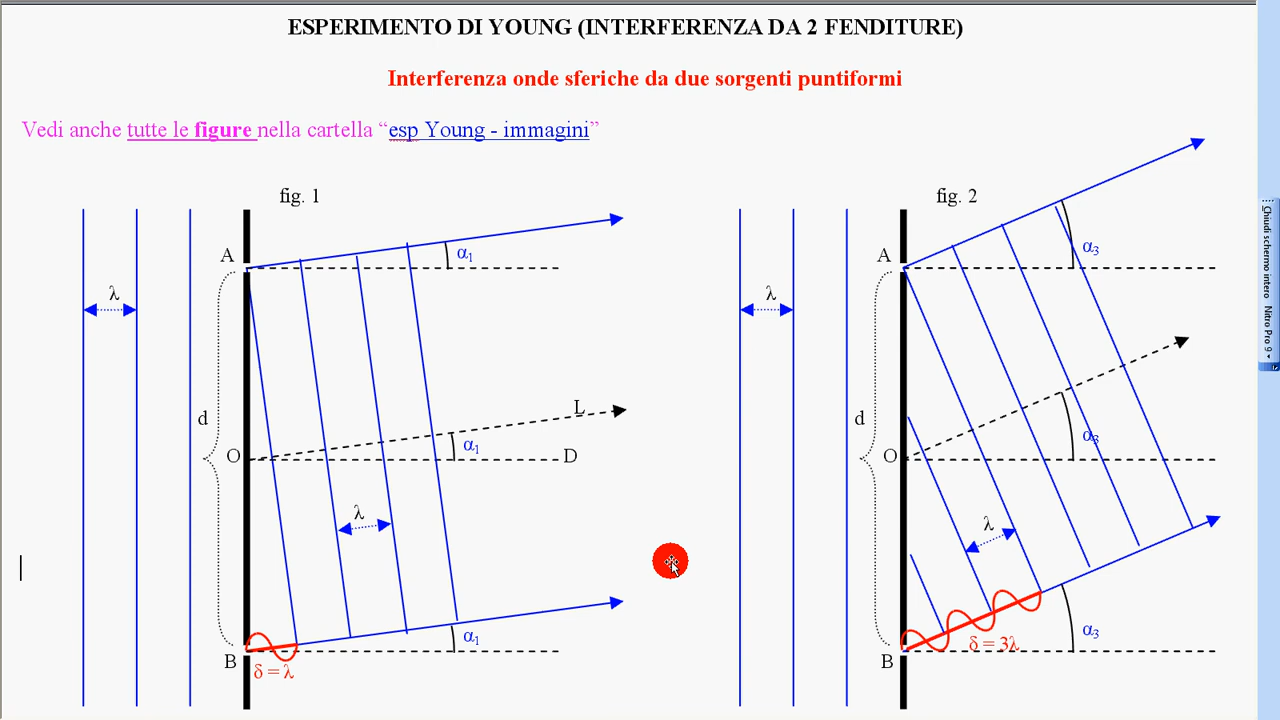 ESPERIMENTO DI YOUNG (INTERFERENZA DA 2 FENDITURE)
Interferenza onde sferiche da due sorgenti puntiformi
Vedi anche tutte le figure nella cartella “esp Young - immagini”
fig. 1
A
α1
λ
d
L
O
α1
D
λ
B
α1
δ = λ
fig. 2
A
α3
λ
d
O
α3
λ
B
δ = 3λ
α3
Chiudi schermo intero Nitro Pro 9